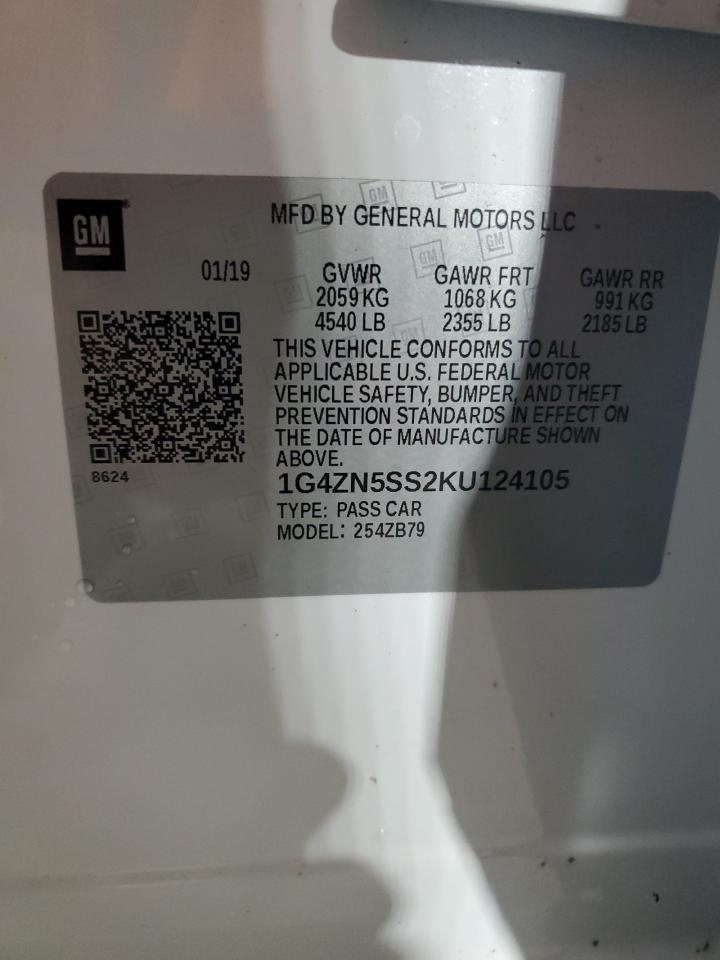 GM
MFD BY GENERAL MOTORS LLC
01/19
GVWR GAWR FRT GAWR RR
2059 KG 1068 KG 991 KG
4540 LB 2355 LB 2185 LB
THIS VEHICLE CONFORMS TO ALL
APPLICABLE U.S. FEDERAL MOTOR
VEHICLE SAFETY, BUMPER, AND THEFT
PREVENTION STANDARDS IN EFFECT ON
THE DATE OF MANUFACTURE SHOWN
ABOVE.
8624
1G4ZN5SS2KU124105
TYPE: PASS CAR
MODEL: 254ZB79